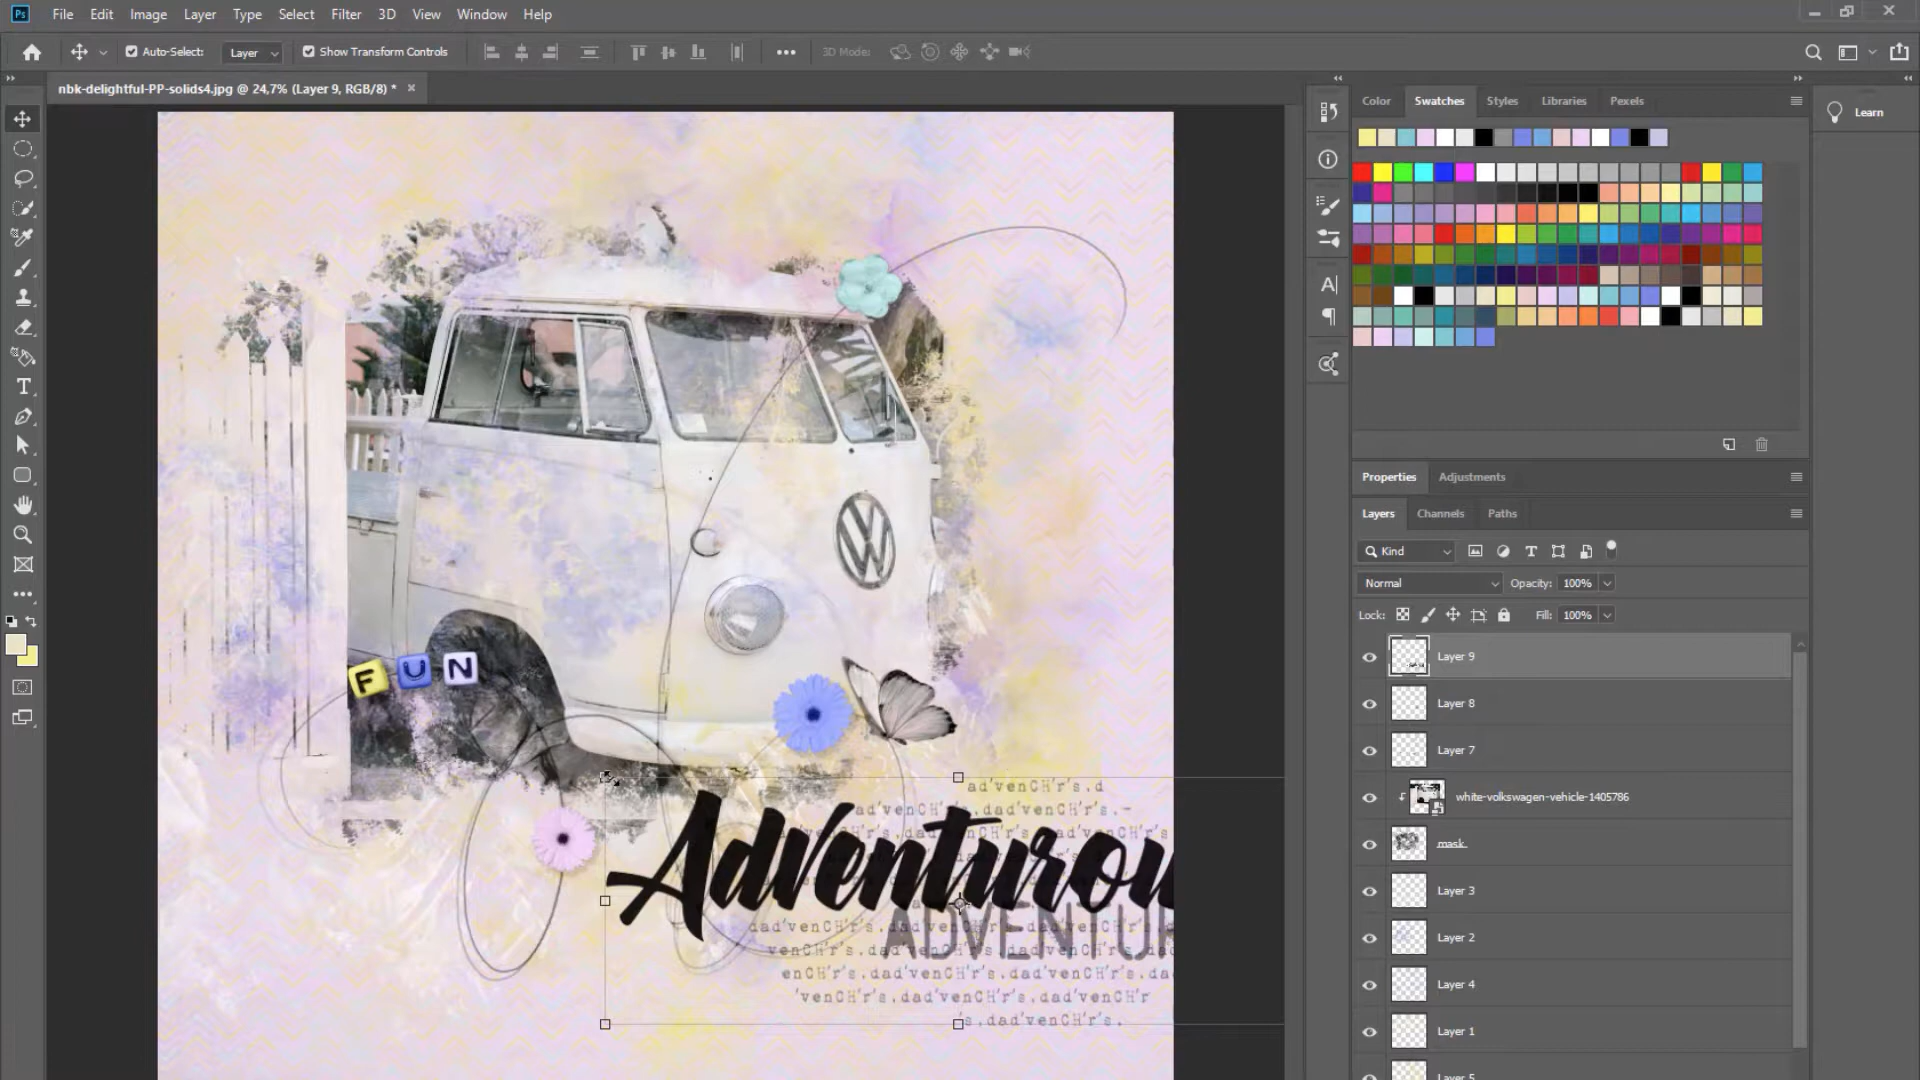 Ps File Edit Image Layer Type Select Filter 3D View Window Help
Auto-Select: Layer Show Transform Controls 3D Mode:
nbk-delightful-PP-solids4.jpg @ 24,7% (Layer 9, RGB/8) *
Color Swatches Styles Libraries Pexels
Learn
Properties Adjustments
Layers Channels Paths
Kind
Normal Opacity: 100%
Lock: Fill: 100%
Layer 9
Layer 8
Layer 7
white-volkswagen-vehicle-1405786
mask
Layer 3
Layer 2
Layer 4
Layer 1
Layer 5
FUN
ad'venCH'r's.d
ad'venCH'r's.dad'venCH'r's.-
Adventurou
ADVENTUR
dad'venCH'r's.dad'venCH'r's.dad'venCH'r's.d
venCH'r's.dad'venCH'r's.dad'venCH'r's.da
enCH'r's.dad'venCH'r's.dad'venCH'r's.da
'venCH'r's.dad'venCH'r's.dad'venCH'r
's.dad'venCH'r's.